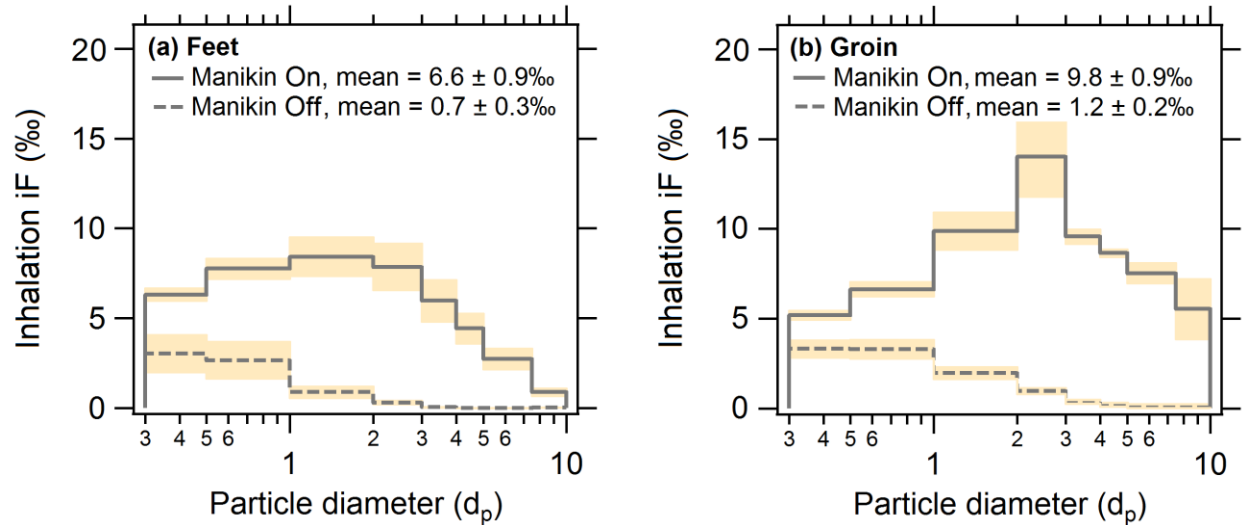 (a) Feet
Manikin On, mean = 6.6 ± 0.9‰
Manikin Off, mean = 0.7 ± 0.3‰
Inhalation iF (‰)
20
15
10
5
0
3 4 5 6 1 2 3 4 5 6 10
Particle diameter (dₚ)
(b) Groin
Manikin On, mean = 9.8 ± 0.9‰
Manikin Off, mean = 1.2 ± 0.2‰
Inhalation iF (‰)
20
15
10
5
0
3 4 5 6 1 2 3 4 5 6 10
Particle diameter (dₚ)